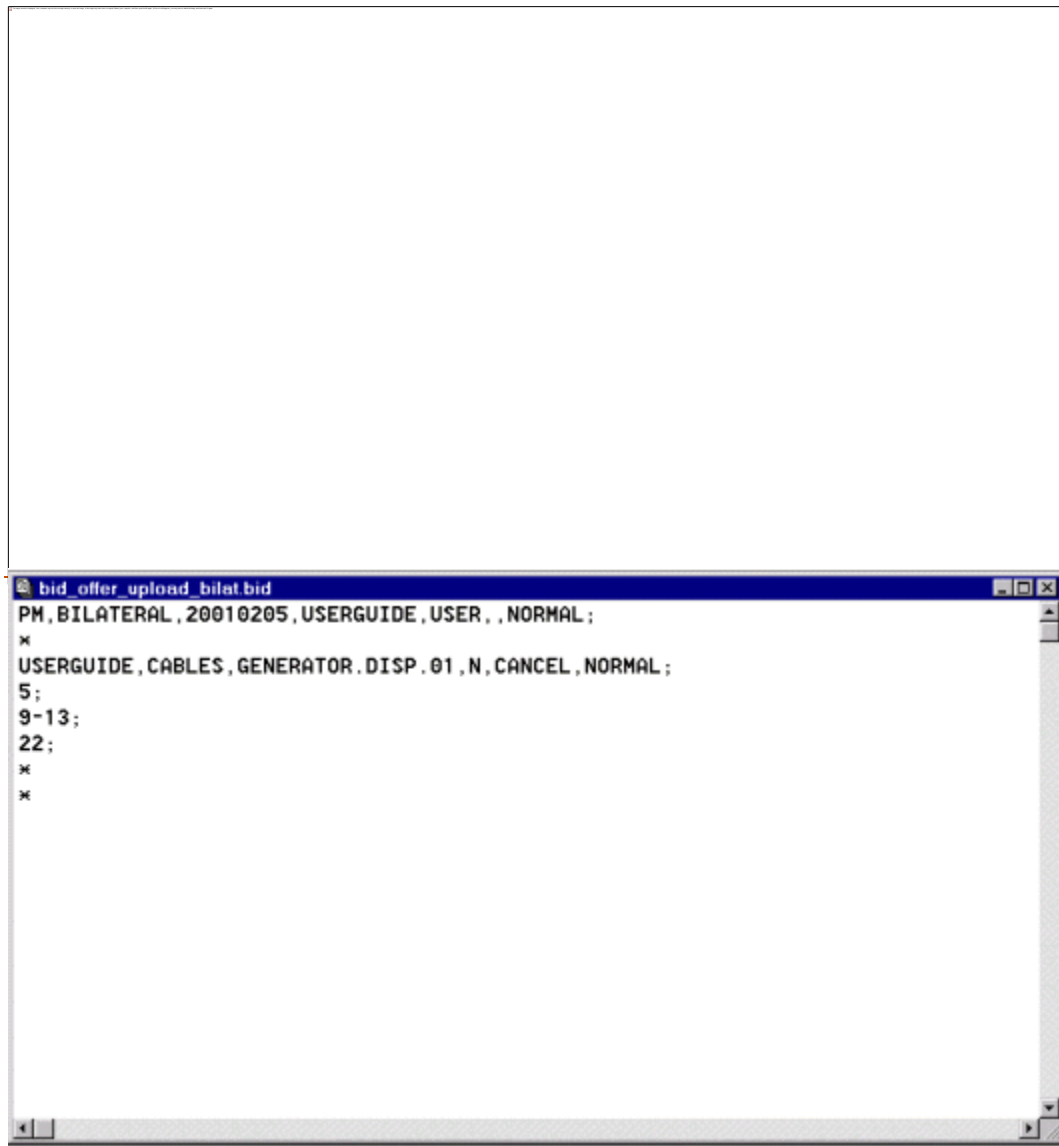 bid_offer_upload_bilat.bid
PM,BILATERAL,20010205,USERGUIDE,USER,,NORMAL;
*
USERGUIDE,CABLES,GENERATOR.DISP.01,N,CANCEL,NORMAL;
5;
9-13;
22;
*
*